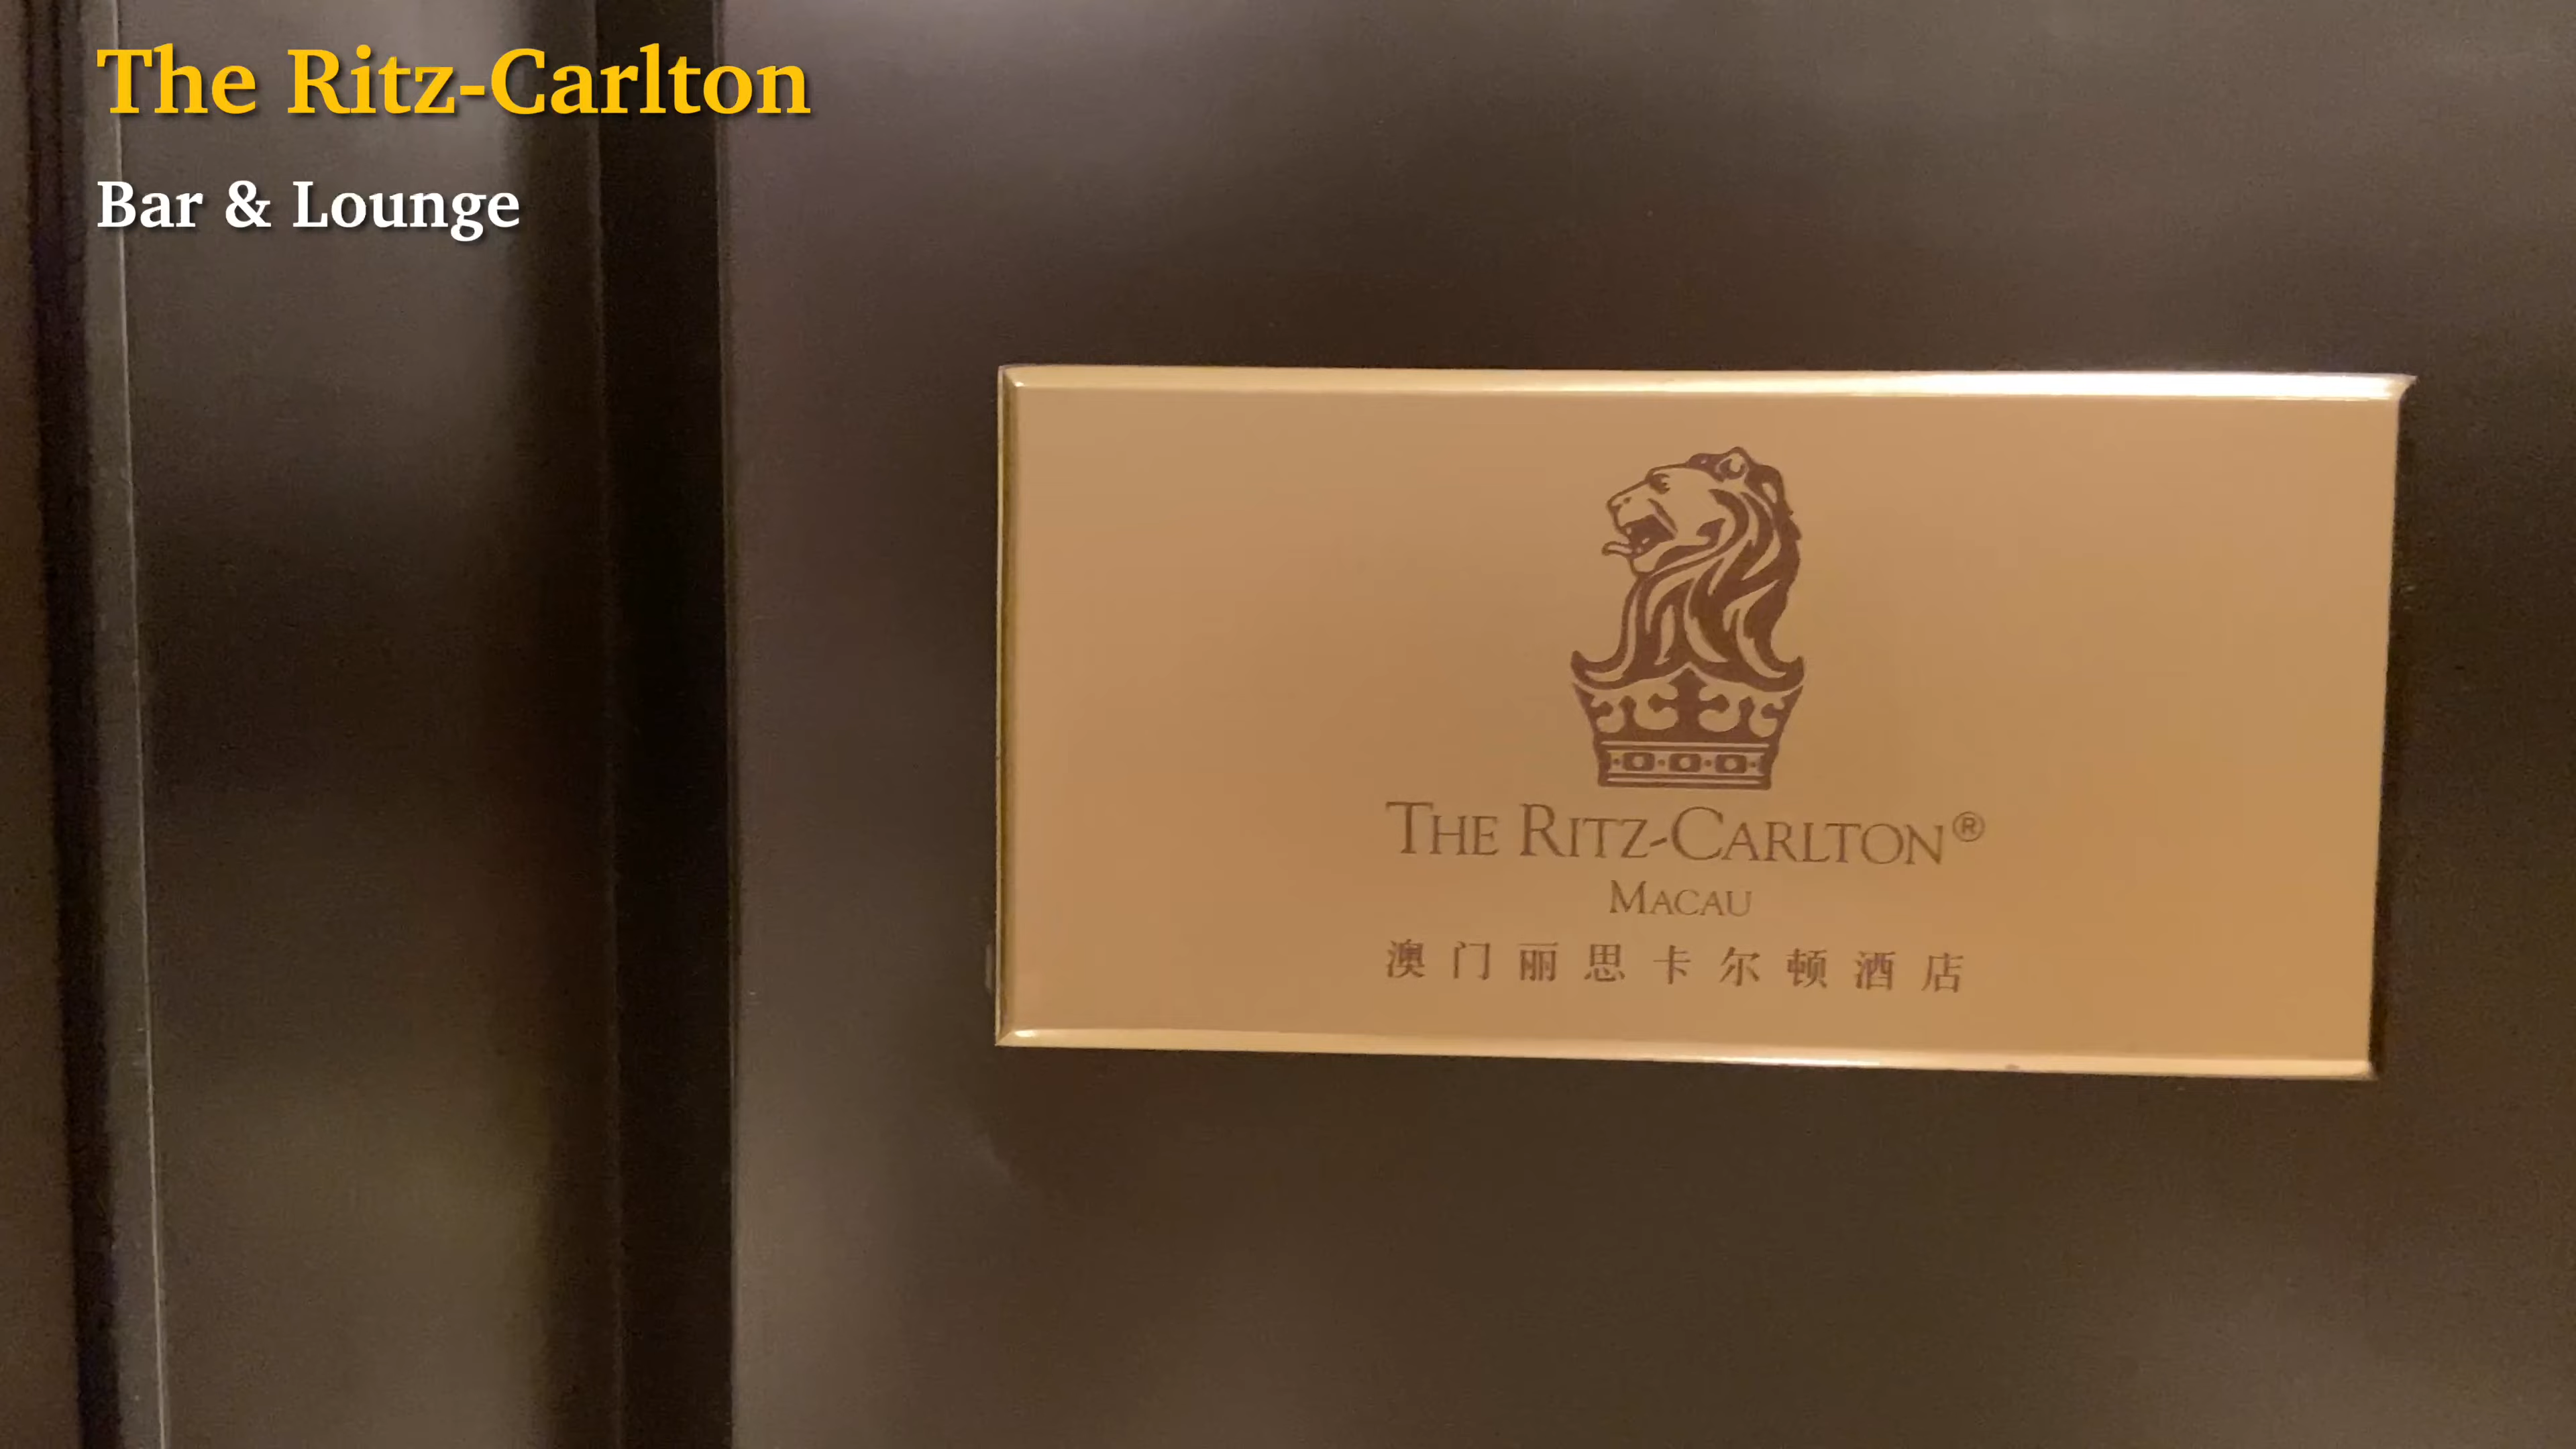 The Ritz-Carlton
Bar & Lounge
THE RITZ-CARLTON®
MACAU
澳门丽思卡尔顿酒店